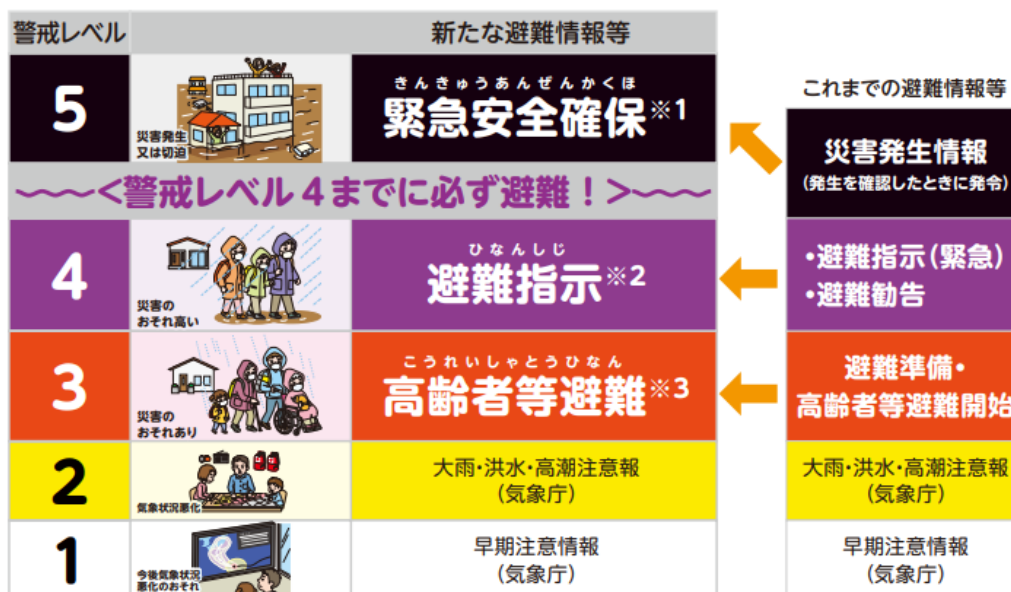 警戒レベル
新たな避難情報等
5
災害発生
又は切迫
きんきゅうあんぜんかくほ
緊急安全確保※1
〜〜〜<警戒レベル4までに必ず避難！>〜〜〜
4
災害の
おそれ高い
ひなんしじ
避難指示※2
3
災害の
おそれあり
こうれいしゃとうひなん
高齢者等避難※3
2
気象状況悪化
大雨・洪水・高潮注意報
(気象庁)
1
今後気象状況
悪化のおそれ
早期注意情報
(気象庁)
これまでの避難情報等
災害発生情報
(発生を確認したときに発令)
・避難指示(緊急)
・避難勧告
避難準備・
高齢者等避難開始
大雨・洪水・高潮注意報
(気象庁)
早期注意情報
(気象庁)